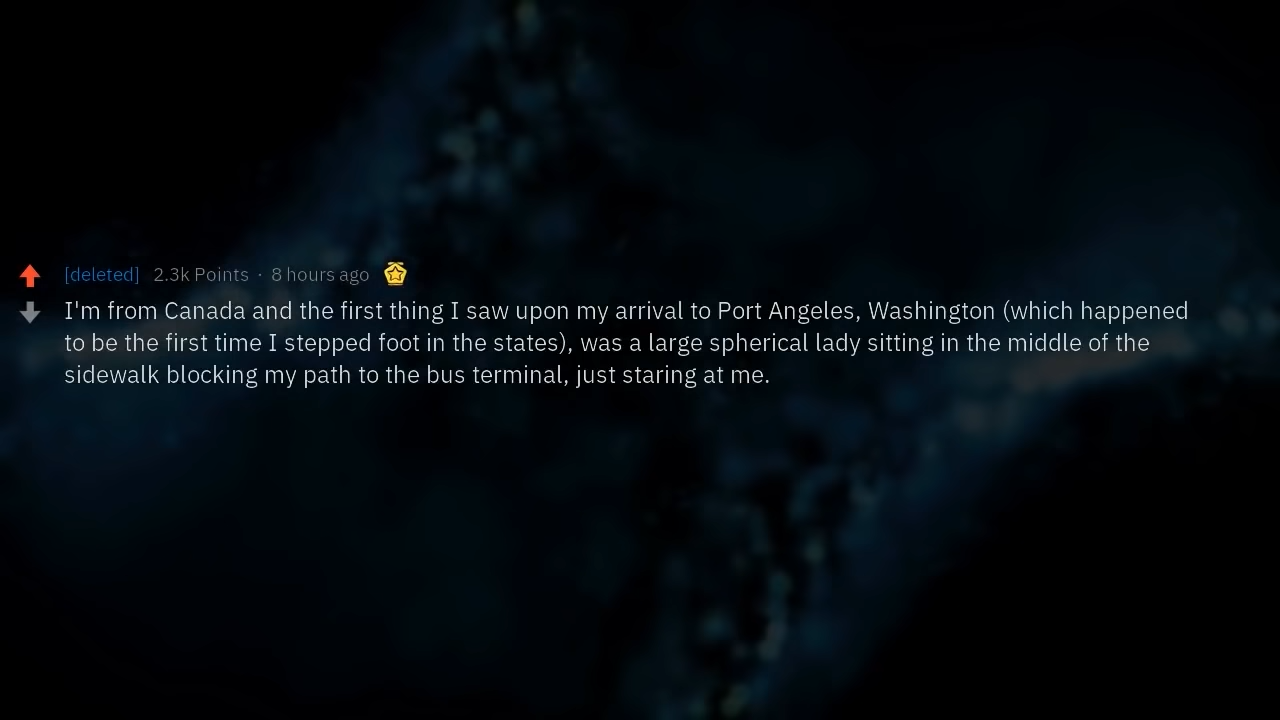 [deleted] 2.3k Points · 8 hours ago
I'm from Canada and the first thing I saw upon my arrival to Port Angeles, Washington (which happened
to be the first time I stepped foot in the states), was a large spherical lady sitting in the middle of the
sidewalk blocking my path to the bus terminal, just staring at me.